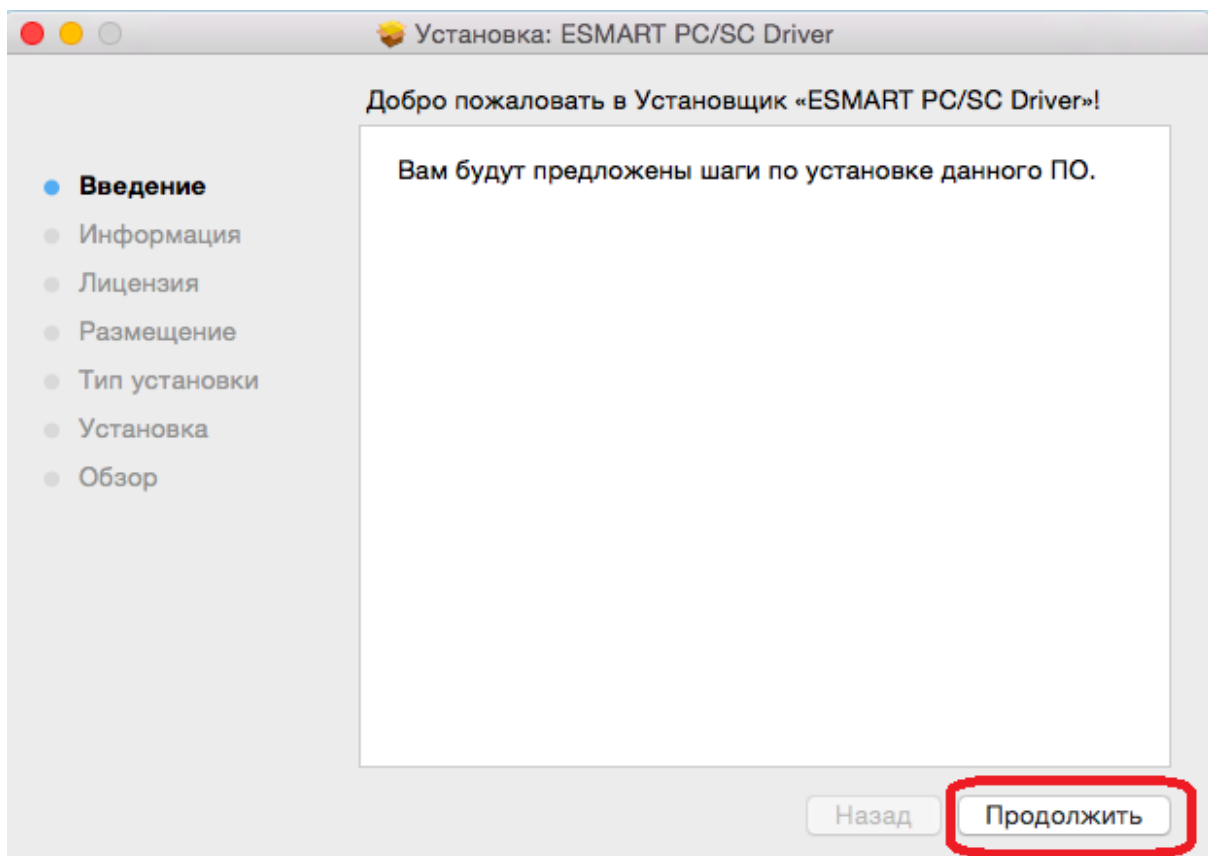 Установка: ESMART PC/SC Driver
Добро пожаловать в Установщик «ESMART PC/SC Driver»!
Введение
Информация
Лицензия
Размещение
Тип установки
Установка
Обзор
Вам будут предложены шаги по установке данного ПО.
Назад
Продолжить